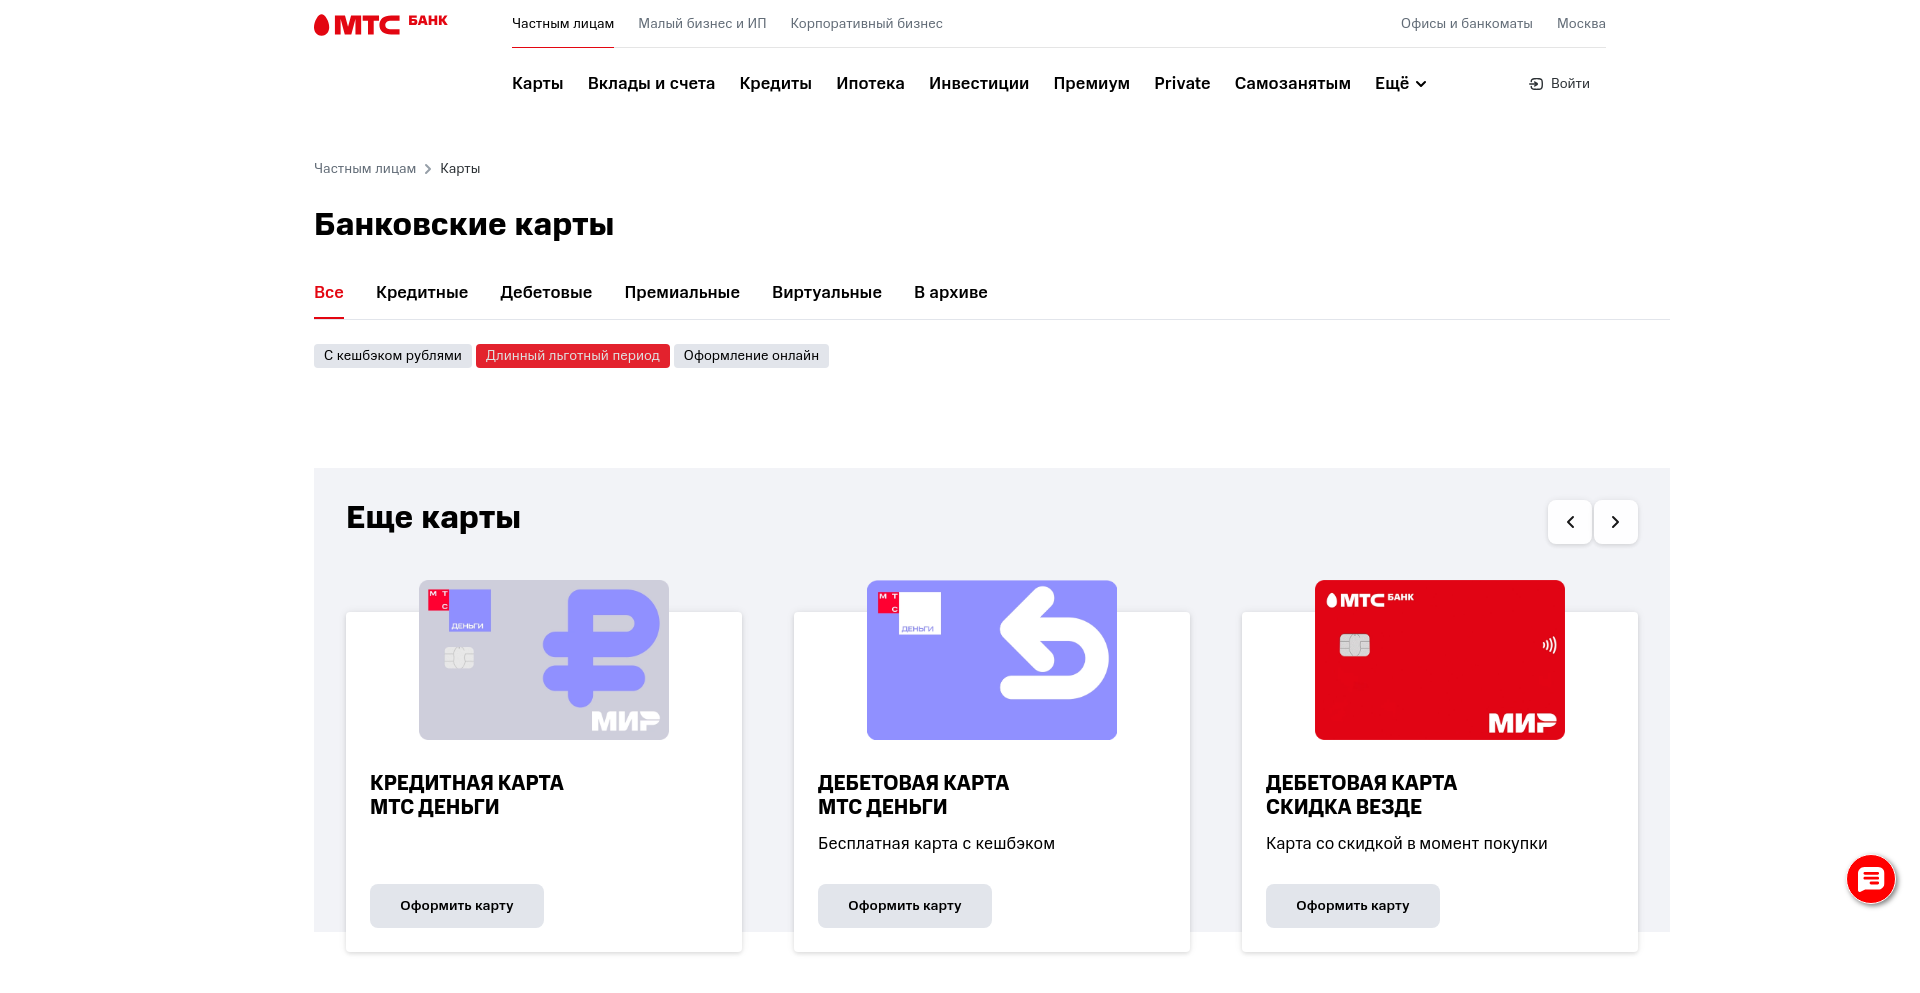 МТС БАНК
Частным лицам Малый бизнес и ИП Корпоративный бизнес Офисы и банкоматы Москва
Карты Вклады и счета Кредиты Ипотека Инвестиции Премиум Private Самозанятым Ещё Войти
Частным лицам Карты
Банковские карты
Все Кредитные Дебетовые Премиальные Виртуальные В архиве
С кешбэком рублями Длинный льготный период Оформление онлайн
Еще карты
МТС
ДЕНЬГИ
МИР
МТС
ДЕНЬГИ
МТС БАНК
МИР
КРЕДИТНАЯ КАРТА
МТС ДЕНЬГИ
Оформить карту
ДЕБЕТОВАЯ КАРТА
МТС ДЕНЬГИ
Бесплатная карта с кешбэком
Оформить карту
ДЕБЕТОВАЯ КАРТА
СКИДКА ВЕЗДЕ
Карта со скидкой в момент покупки
Оформить карту